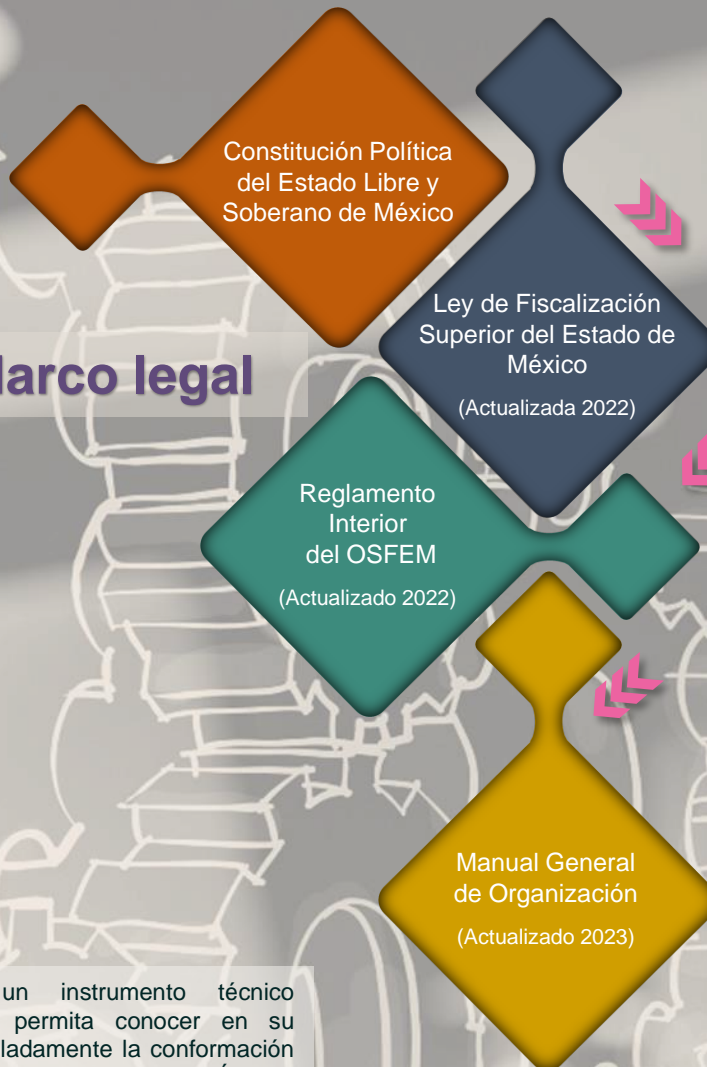 Constitución Política
del Estado Libre y
Soberano de México
Ley de Fiscalización
Superior del Estado de
México
(Actualizada 2022)
legal
Reglamento
Interior
del OSFEM
(Actualizado 2022)
Manual General
de Organización
(Actualizado 2023)
un instrumento técnico
permita conocer en su
la conformación